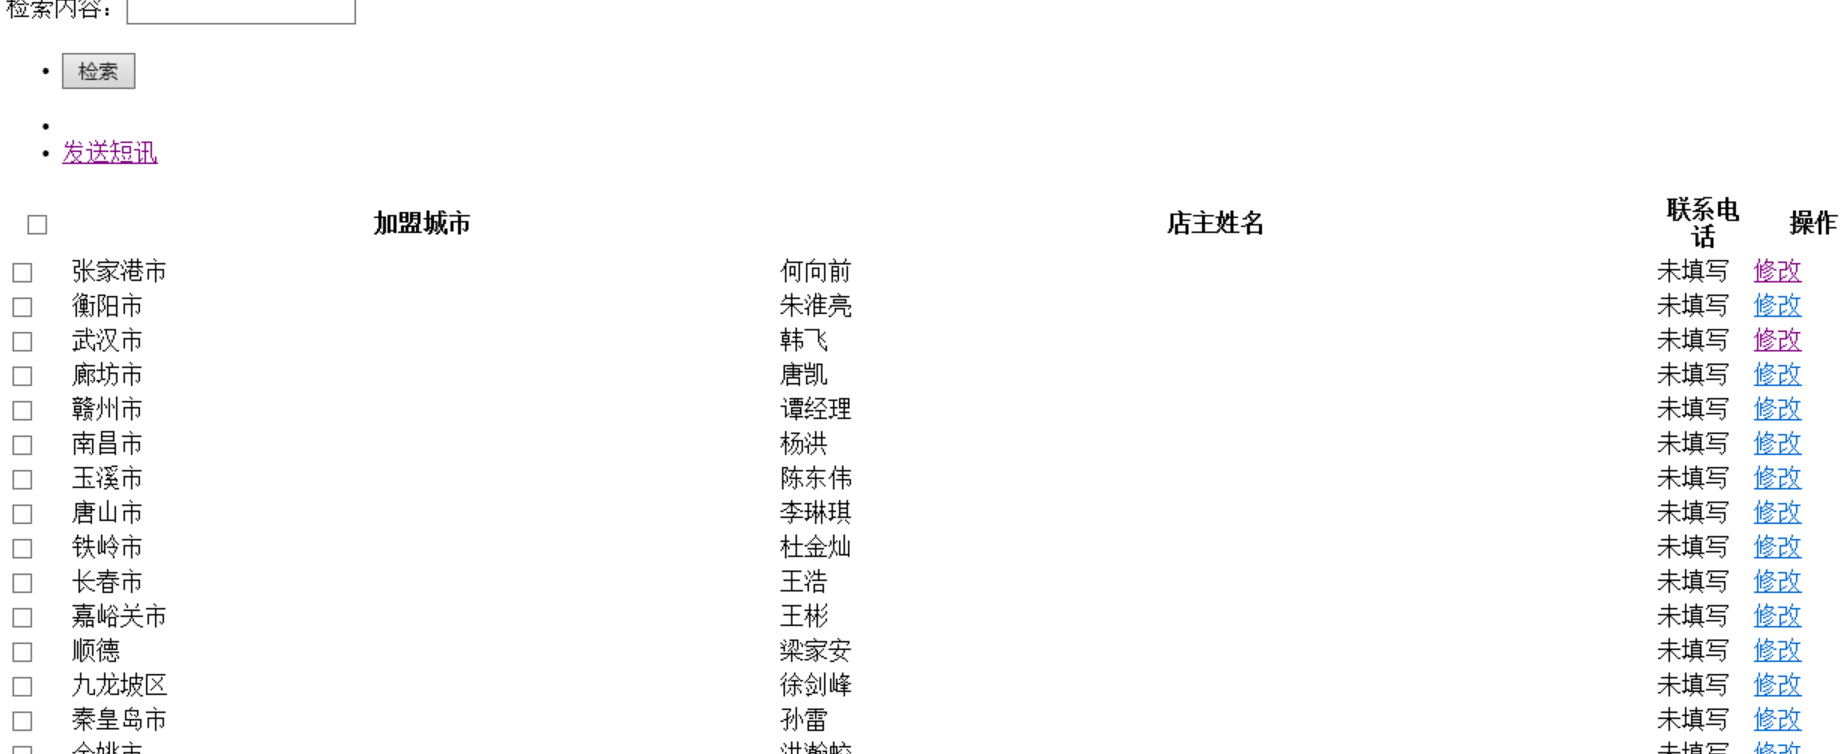 检索内容：
检索
发送短讯
加盟城市 店主姓名 联系电话 操作
张家港市 何向前 未填写 修改
衡阳市 朱淮亮 未填写 修改
武汉市 韩飞 未填写 修改
廊坊市 唐凯 未填写 修改
赣州市 谭经理 未填写 修改
南昌市 杨洪 未填写 修改
玉溪市 陈东伟 未填写 修改
唐山市 李琳琪 未填写 修改
铁岭市 杜金灿 未填写 修改
长春市 王浩 未填写 修改
嘉峪关市 王彬 未填写 修改
顺德 梁家安 未填写 修改
九龙坡区 徐剑峰 未填写 修改
秦皇岛市 孙雷 未填写 修改
余姚市 未填写 修改